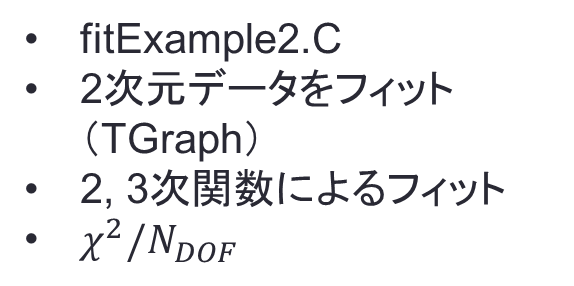 • fitExample2.C
• 2次元データをフィット
（TGraph）
• 2, 3次関数によるフィット
• χ²/N_DOF